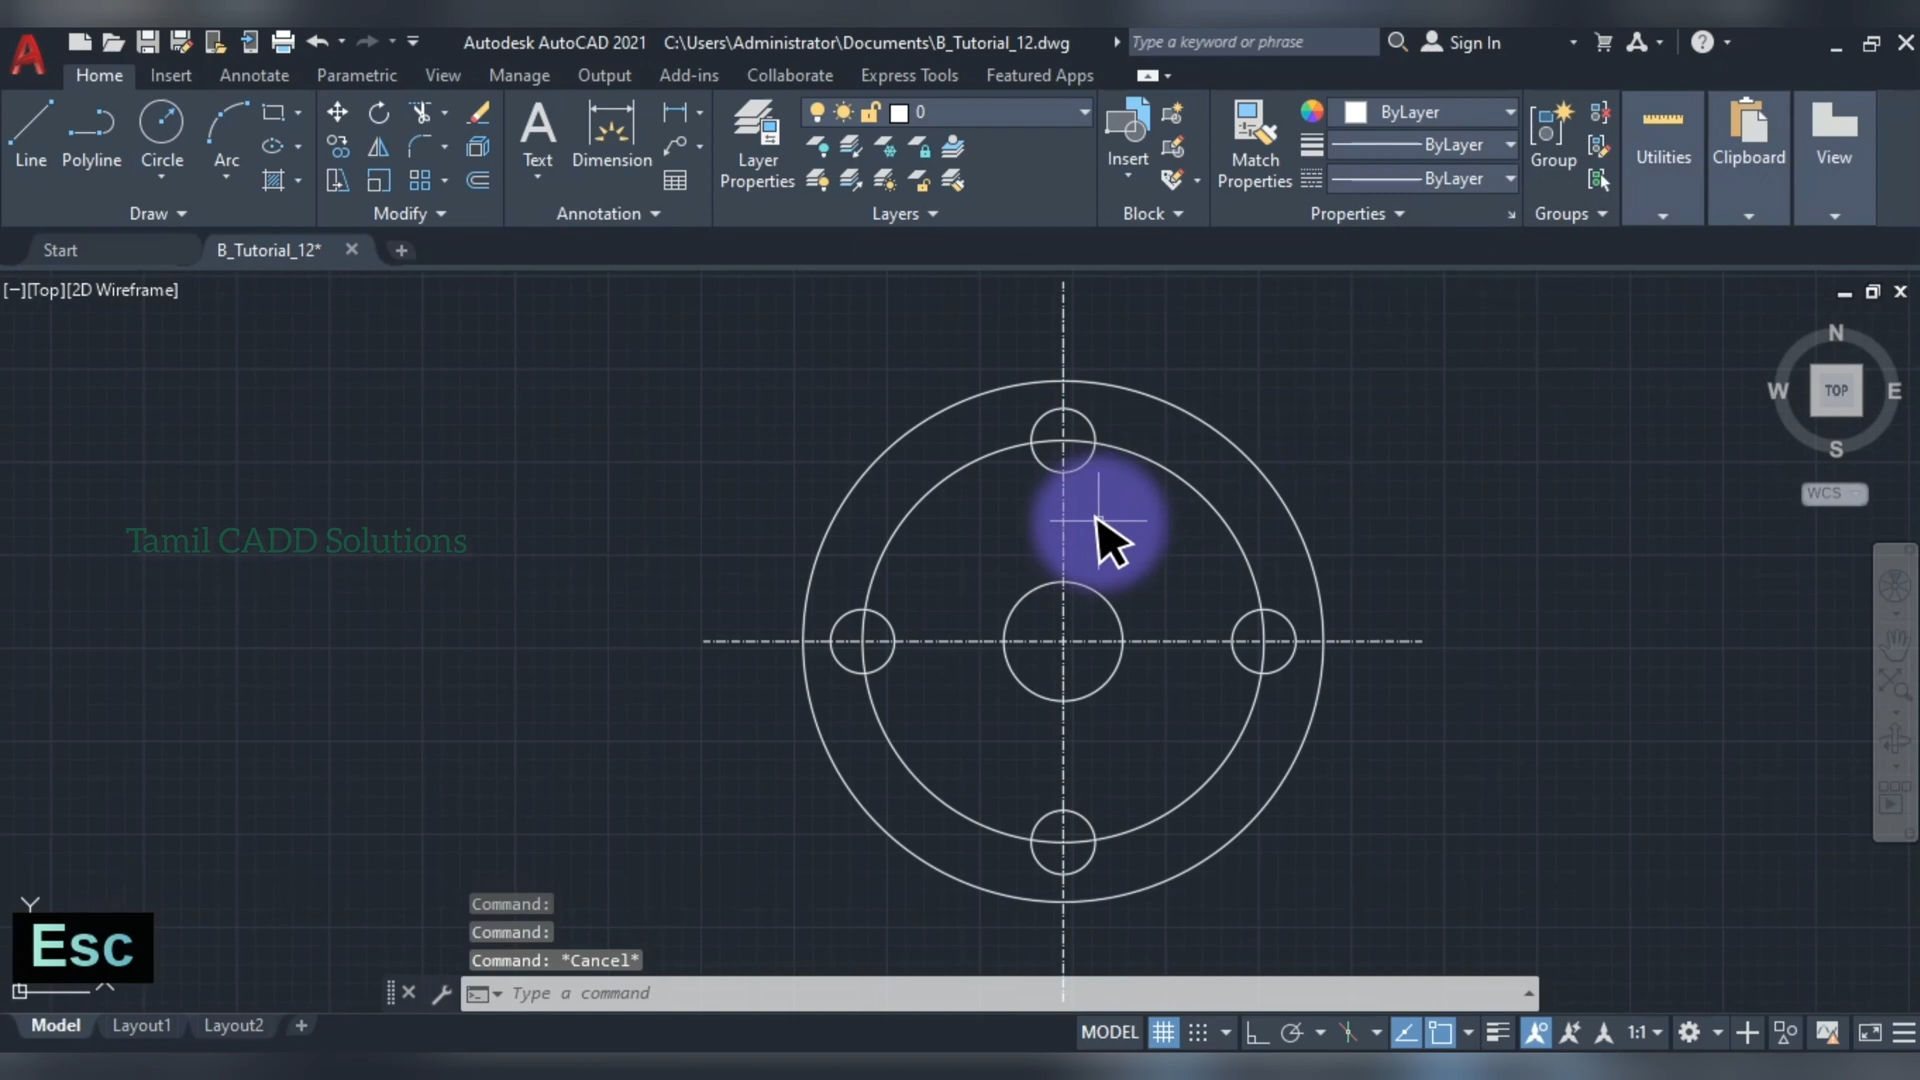 Autodesk AutoCAD 2021 C:\Users\Administrator\Documents\B_Tutorial_12.dwg
Type a keyword or phrase
Sign In
Home Insert Annotate Parametric View Manage Output Add-ins Collaborate Express Tools Featured Apps
0
ByLayer
ByLayer
ByLayer
Line Polyline Circle Arc
Text Dimension
Layer Properties
Insert
Match Properties
Group
Utilities
Clipboard
View
Draw Modify Annotation Layers Block Properties Groups
Start B_Tutorial_12*
[−][Top][2D Wireframe]
N
W TOP E
S
WCS
Tamil CADD Solutions
Y
Esc
Command:
Command:
Command: *Cancel*
Type a command
Model Layout1 Layout2
MODEL 1:1